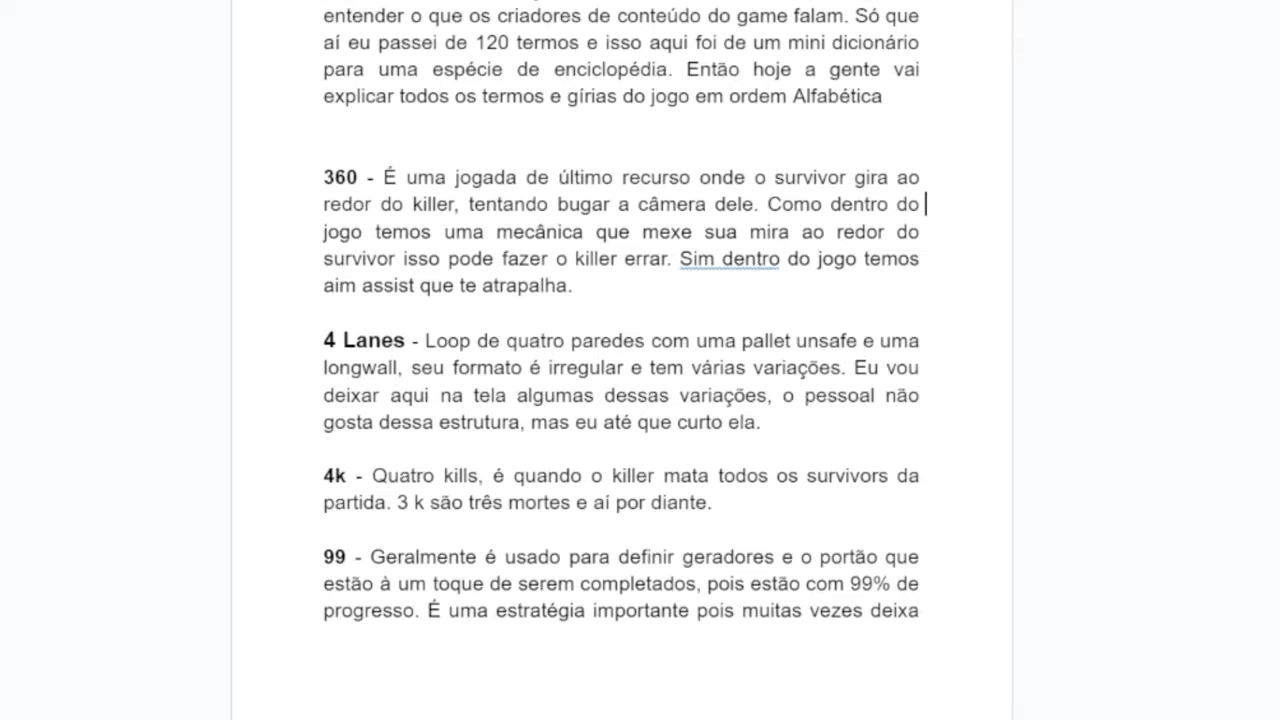 entender o que os criadores de conteúdo do game falam. Só que
aí eu passei de 120 termos e isso aqui foi de um mini dicionário
para uma espécie de enciclopédia. Então hoje a gente vai
explicar todos os termos e gírias do jogo em ordem Alfabética
360 - É uma jogada de último recurso onde o survivor gira ao
redor do killer, tentando bugar a câmera dele. Como dentro do
jogo temos uma mecânica que mexe sua mira ao redor do
survivor isso pode fazer o killer errar. Sim dentro do jogo temos
aim assist que te atrapalha.
4 Lanes - Loop de quatro paredes com uma pallet unsafe e uma
longwall, seu formato é irregular e tem várias variações. Eu vou
deixar aqui na tela algumas dessas variações, o pessoal não
gosta dessa estrutura, mas eu até que curto ela.
4k - Quatro kills, é quando o killer mata todos os survivors da
partida. 3 k são três mortes e aí por diante.
99 - Geralmente é usado para definir geradores e o portão que
estão à um toque de serem completados, pois estão com 99% de
progresso. É uma estratégia importante pois muitas vezes deixa